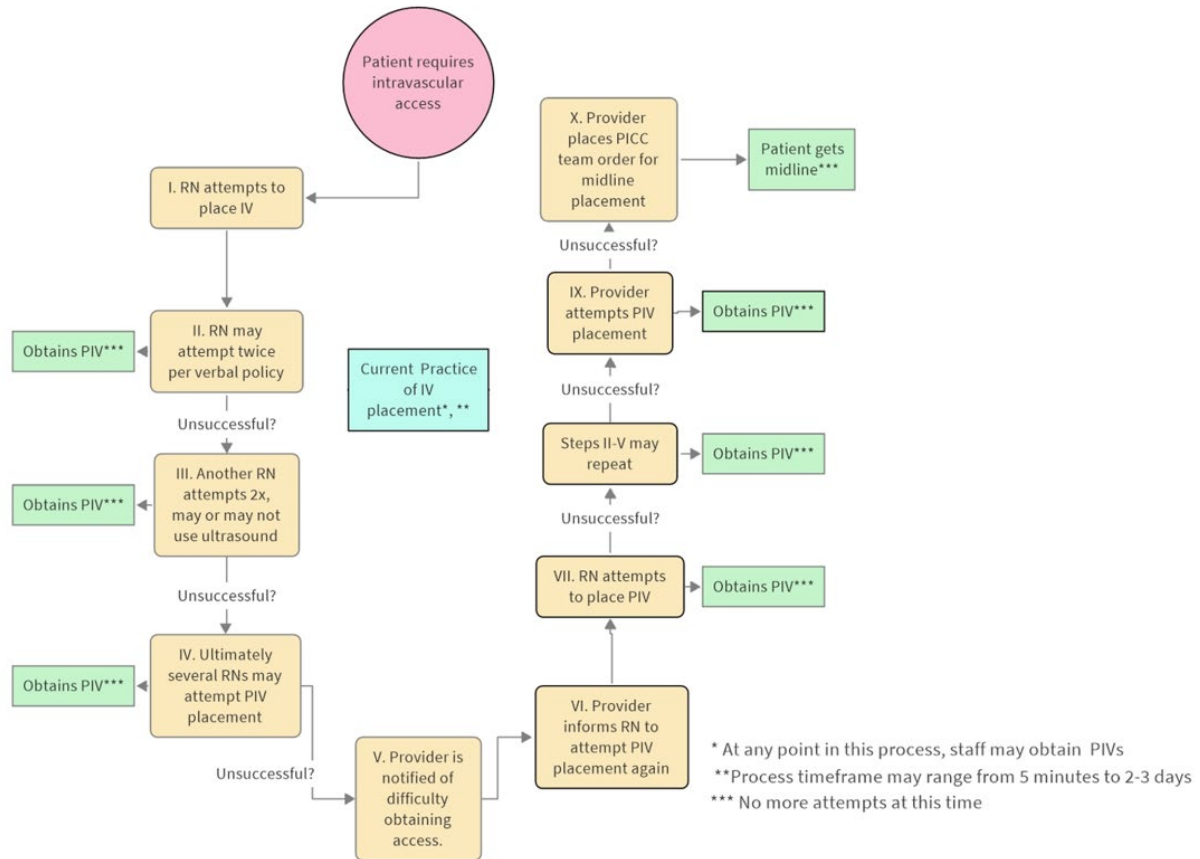 Patient requires
intravascular
access
I. RN attempts to
place IV
II. RN may
attempt twice
per verbal policy
Obtains PIV***
Unsuccessful?
III. Another RN
attempts 2x,
may or may not
use ultrasound
Obtains PIV***
Unsuccessful?
IV. Ultimately
several RNs may
attempt PIV
placement
Obtains PIV***
Unsuccessful?
V. Provider is
notified of
difficulty
obtaining
access.
VI. Provider
informs RN to
attempt PIV
placement again
VII. RN attempts
to place PIV
Obtains PIV***
Unsuccessful?
Steps II-V may
repeat
Obtains PIV***
Unsuccessful?
IX. Provider
attempts PIV
placement
Obtains PIV***
Unsuccessful?
X. Provider
places PICC
team order for
midline
placement
Patient gets
midline***
Current Practice
of IV
placement*, **
* At any point in this process, staff may obtain PIVs
**Process timeframe may range from 5 minutes to 2-3 days
*** No more attempts at this time